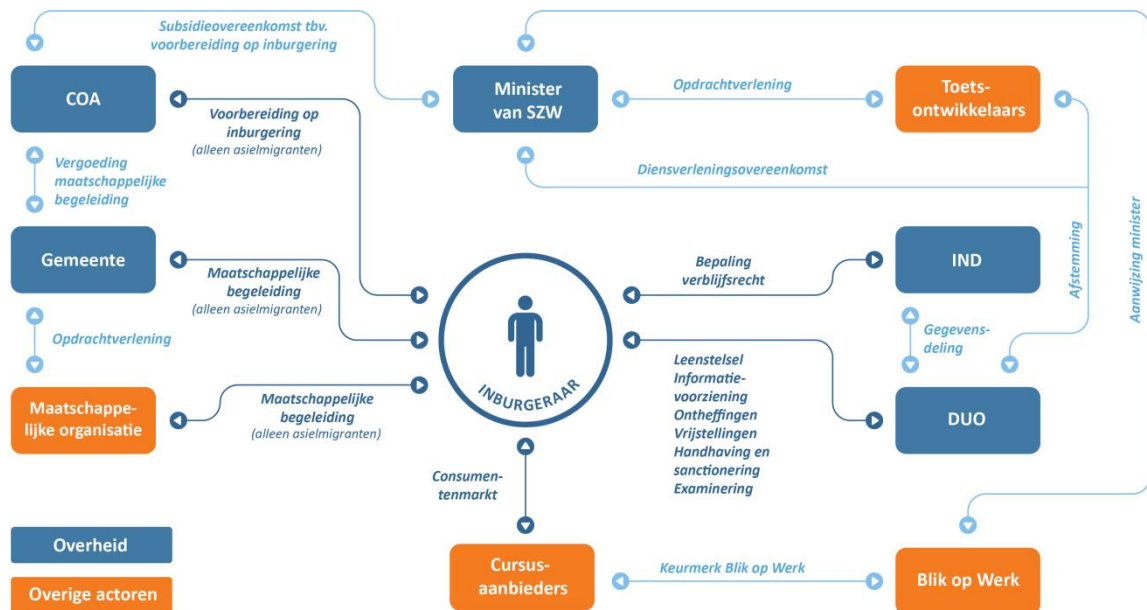 Subsidieovereenkomst tbv.
voorbereiding op inburgering
COA
Minister
van SZW
Opdrachtverlening
Toets-
ontwikkelaars
Voorbereiding op
inburgering
(alleen asielmigranten)
Vergoeding
maatschappelijke
begeleiding
Diensverleningsovereenkomst
Afstemming
Aanwijzing minister
Gemeente
Maatschappelijke
begeleiding
(alleen asielmigranten)
Bepaling
verblijfsrecht
IND
Opdrachtverlening
Gegevens-
deling
INBURGERAAR
Maatschappe-
lijke organisatie
Maatschappelijke
begeleiding
(alleen asielmigranten)
Leenstelsel
Informatie-
voorziening
Ontheffingen
Vrijstellingen
Handhaving en
sanctionering
Examinering
DUO
Consumen-
tenmarkt
Overheid
Overige actoren
Cursus-
aanbieders
Keurmerk Blik op Werk
Blik op Werk